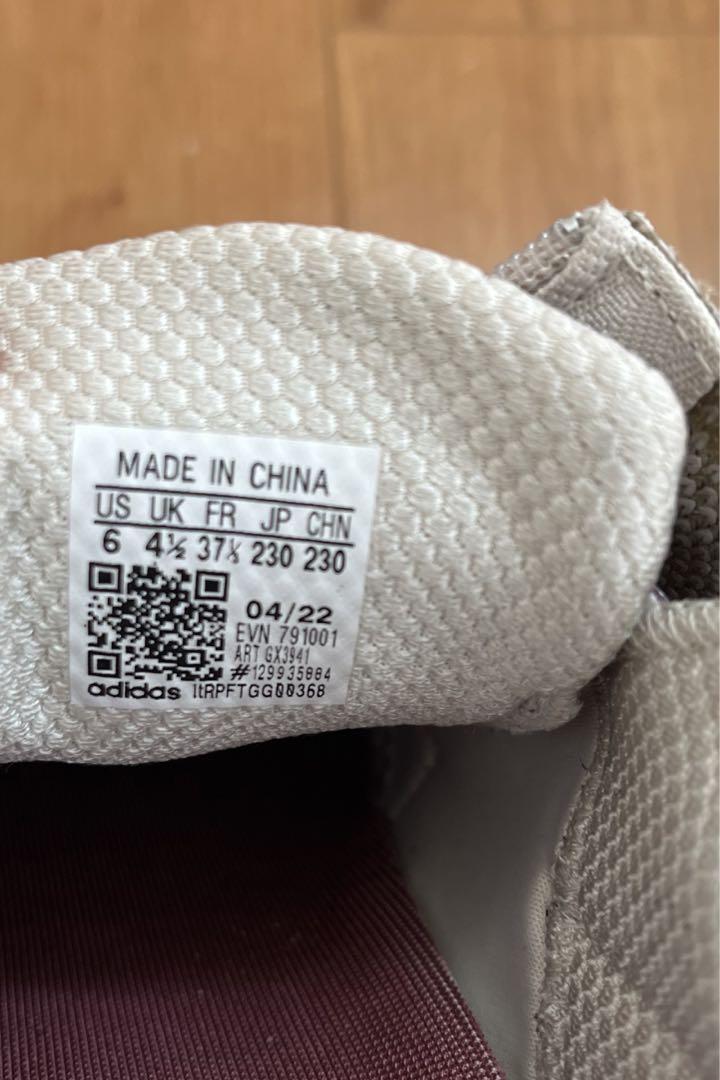 MADE IN CHINA
US UK FR JP CHN
6 4½ 37⅓ 230 230
04/22
EVN 791001
ART GX3941
#129935884
adidas ItRPFTGG00368